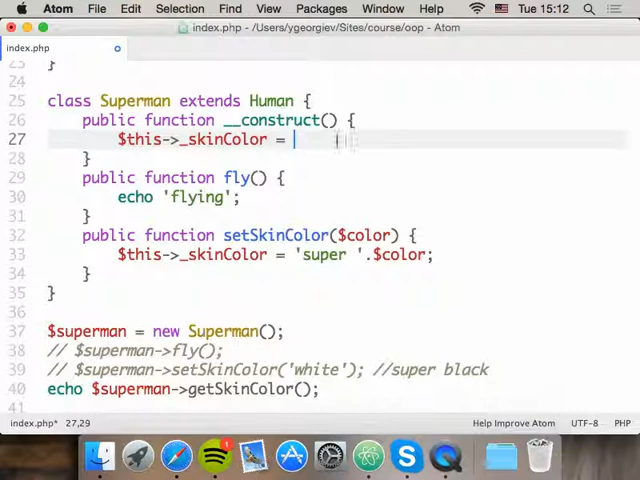 Atom File Edit Selection Find View Packages Window Help Tue 15:12
index.php - /Users/ygeorgiev/Sites/course/oop - Atom
index.php
23 }
24
25 class Superman extends Human {
26 public function __construct() {
27 $this->_skinColor =
28 }
29 public function fly() {
30 echo 'flying';
31 }
32 public function setSkinColor($color) {
33 $this->_skinColor = 'super '.$color;
34 }
35 }
36
37 $superman = new Superman();
38 // $superman->fly();
39 // $superman->setSkinColor('white'); //super black
40 echo $superman->getSkinColor();
41
index.php* 27,29 Help Improve Atom UTF-8 PHP
1